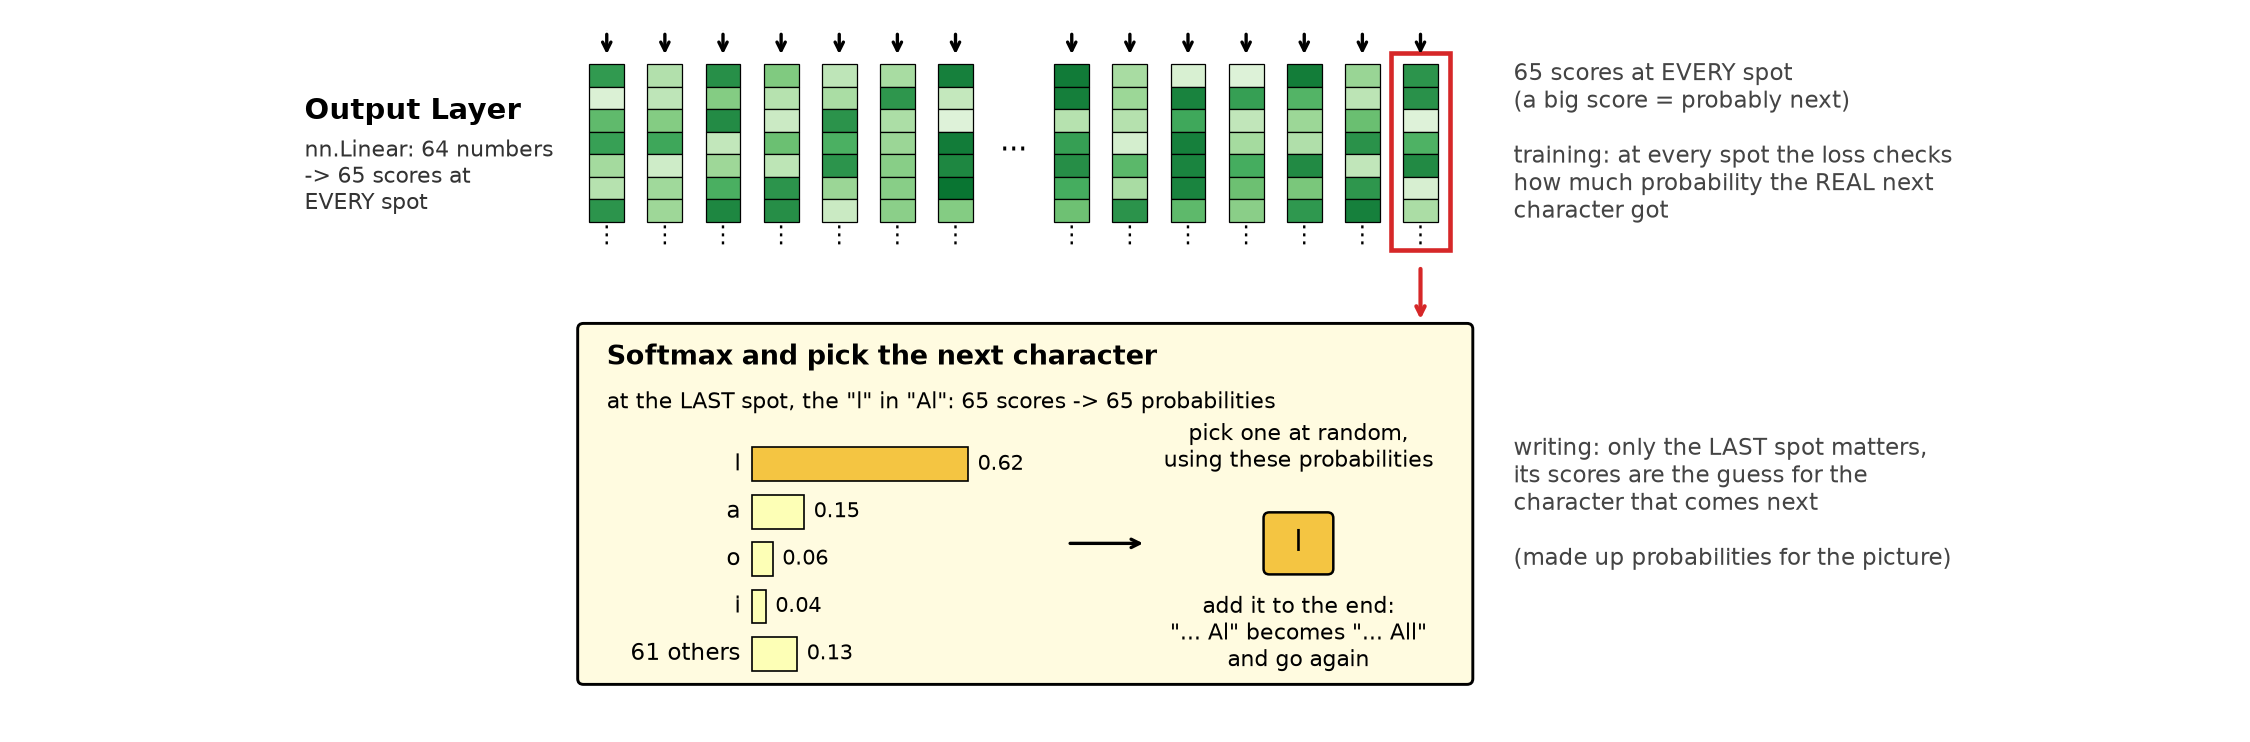 Output Layer
nn.Linear: 64 numbers
-> 65 scores at
EVERY spot
...
65 scores at EVERY spot
(a big score = probably next)
training: at every spot the loss checks
how much probability the REAL next
character got
Softmax and pick the next character
at the LAST spot, the "l" in "Al": 65 scores -> 65 probabilities
l 0.62
a 0.15
o 0.06
i 0.04
61 others 0.13
pick one at random,
using these probabilities
l
add it to the end:
"... Al" becomes "... All"
and go again
writing: only the LAST spot matters,
its scores are the guess for the
character that comes next
(made up probabilities for the picture)